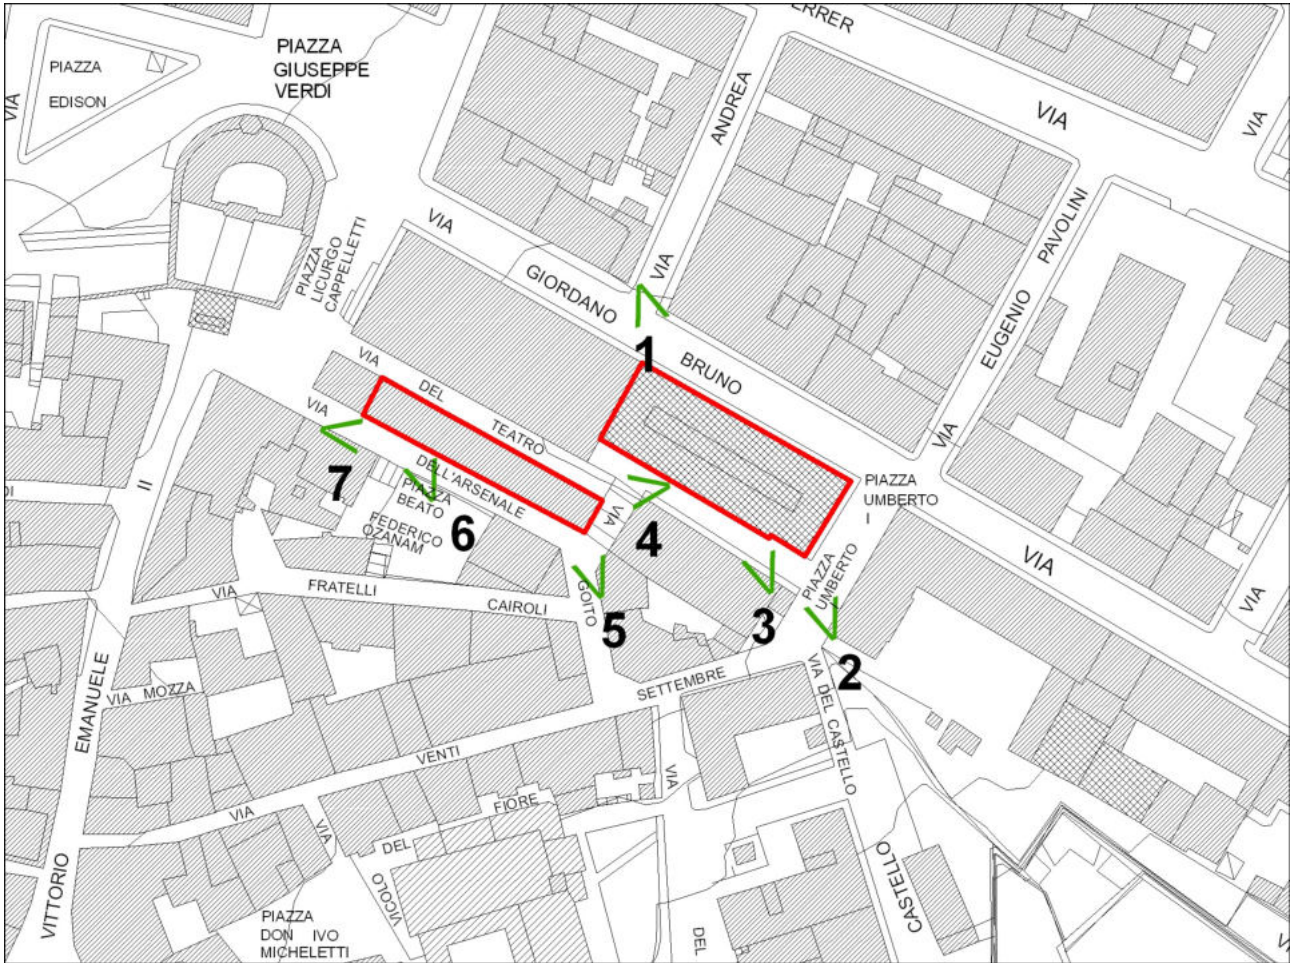 ERRER
PIAZZA
GIUSEPPE
VERDI
PIAZZA
EDISON
VIA
ANDREA
VIA
VIA
PAVOLINI
EUGENIO
VIA
VIA
PIAZZA
LICURGO
CAPPELLETTI
GIORDANO
VIA
1
BRUNO
VIA
DEL
TEATRO
VIA
DELL'ARSENALE
VIA
7
PIAZZA
BEATO
FEDERICO
OZANAM
6
VIA
4
PIAZZA
UMBERTO
I
PIAZZA
UMBERTO
VIA
VIA
II
DI
VIA
FRATELLI
CAIROLI
GOITO
5
3
2
EMANUELE
VIA MOZZA
SETTEMBRE
VENTI
VIA
VIA
VIA DEL CASTELLO
VIA
FIORE
DEL
VICOLO
VITTORIO
PIAZZA
DON IVO
MICHELETTI
DEL
CASTELLO